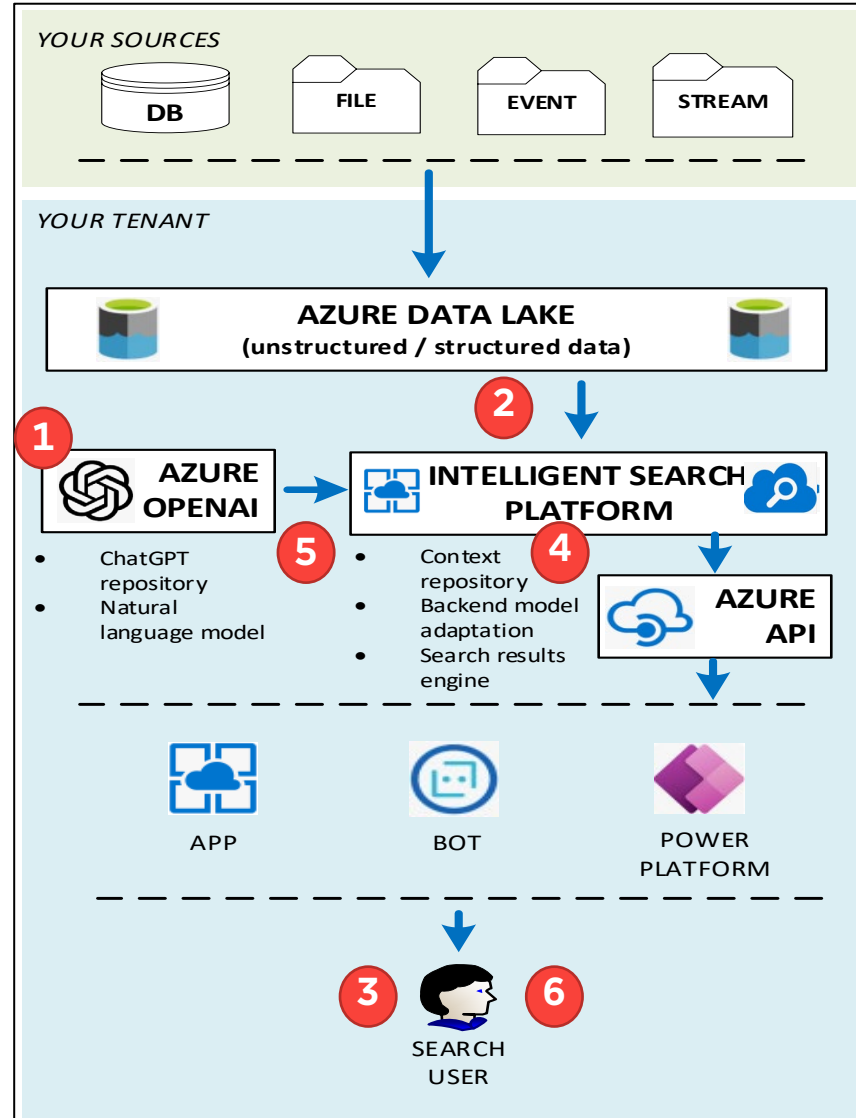 YOUR SOURCES
DB
FILE
EVENT
STREAM
YOUR TENANT
AZURE DATA LAKE
(unstructured / structured data)
2
1
AZURE
OPENAI
INTELLIGENT SEARCH
PLATFORM
5
4
• ChatGPT
repository
• Natural
language model
• Context
repository
• Backend model
adaptation
• Search results
engine
AZURE
API
APP
BOT
POWER
PLATFORM
3
6
SEARCH
USER